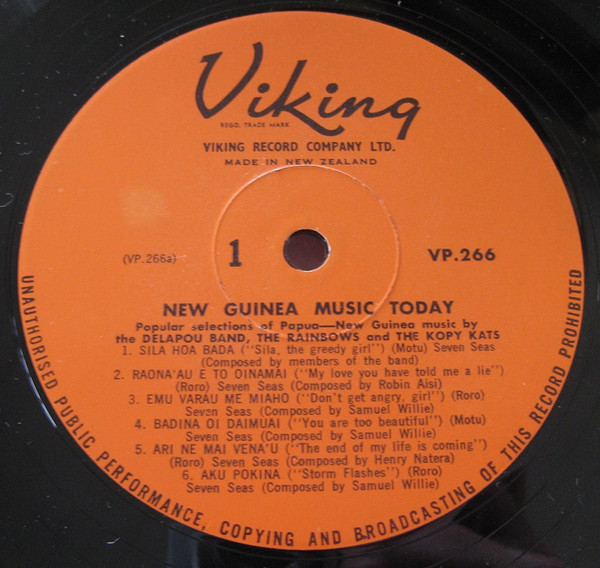 Viking
REGD. TRADE MARK
VIKING RECORD COMPANY LTD.
MADE IN NEW ZEALAND
(VP.266a)
1
VP.266
NEW GUINEA MUSIC TODAY
Popular selections of Papua—New Guinea music by
the DELAPOU BAND, THE RAINBOWS and THE KOPY KATS
1. SILA HOA BADA ("Sila, the greedy girl") (Motu) Seven Seas
(Composed by members of the band)
2. RAONA'AU E TO OINAMAI ("My love you have told me a lie")
(Roro) Seven Seas (Composed by Robin Aisi)
3. EMU VARAU ME MIAHO ("Don't get angry, girl") (Roro)
Seven Seas (Composed by Samuel Willie)
4. BADINA OI DAIMUAI ("You are too beautiful") (Motu)
Seven Seas (Composed by Samuel Willie)
5. ARI NE MAI VENA'U ("The end of my life is coming")
(Roro) Seven Seas (Composed by Henry Natera)
6. AKU POKINA ("Storm Flashes") (Roro)
Seven Seas (Composed by Samuel Willie)
UNAUTHORISED PUBLIC PERFORMANCE, COPYING AND BROADCASTING OF THIS RECORD PROHIBITED